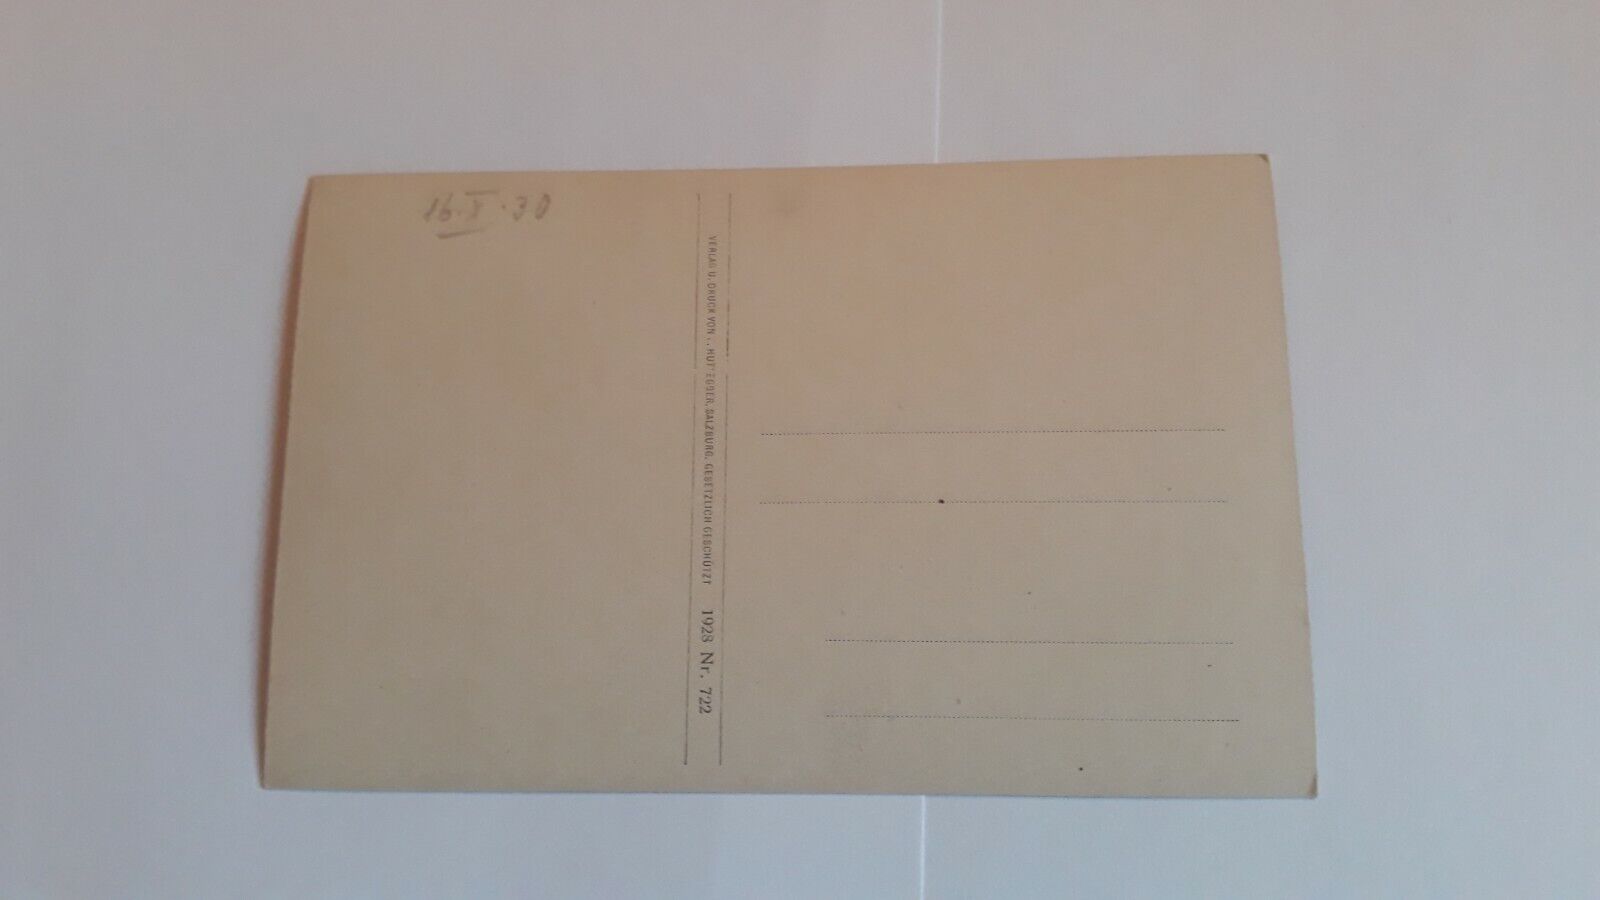 16.X.30
VERLAG U. DRUCK VON HUTTEGGER, SALZBURG, GESETZLICH GESCHÜTZT 1928 Nr. 722